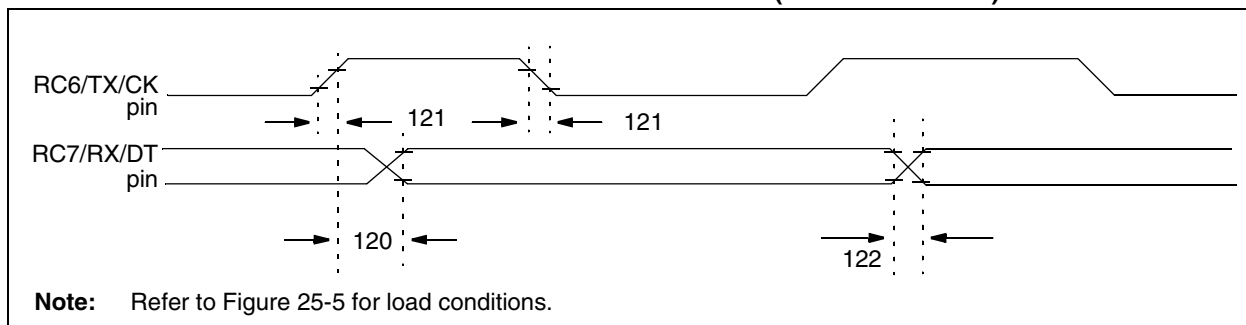 RC6/TX/CK
pin
121
121
RC7/RX/DT
pin
120
122
Note: Refer to Figure 25-5 for load conditions.